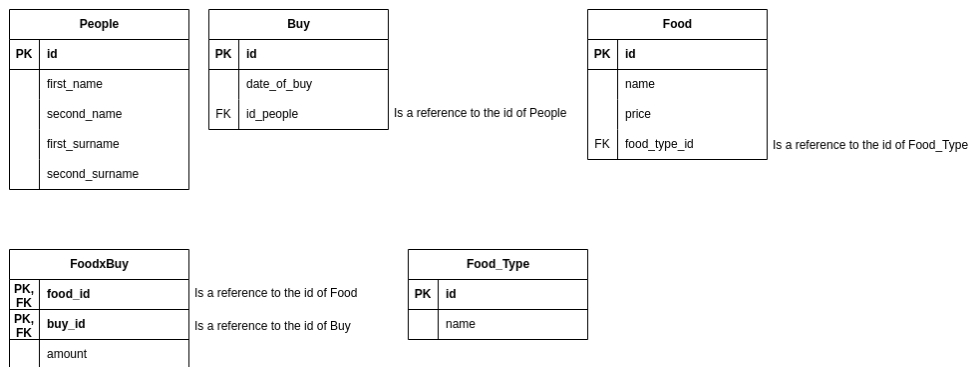 People
PK id
first_name
second_name
first_surname
second_surname
Buy
PK id
date_of_buy
FK id_people
Is a reference to the id of People
Food
PK id
name
price
FK food_type_id
Is a reference to the id of Food_Type
FoodxBuy
PK,
FK food_id
Is a reference to the id of Food
PK,
FK buy_id
Is a reference to the id of Buy
amount
Food_Type
PK id
name